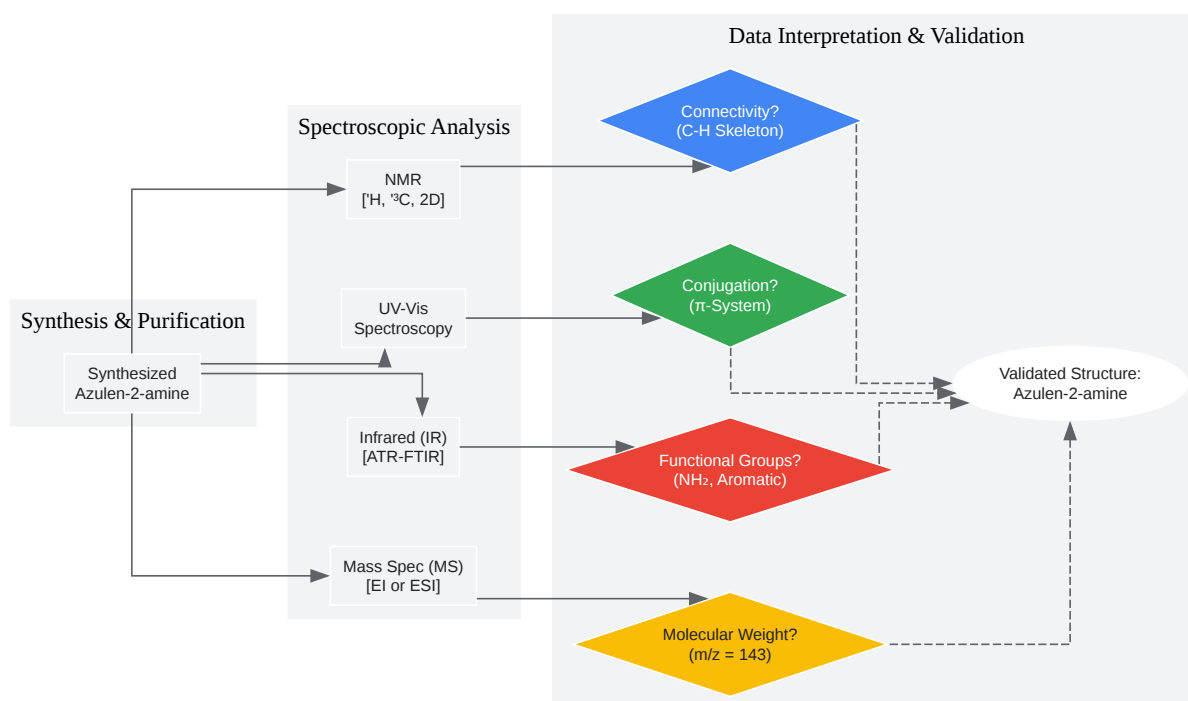 Data Interpretation & Validation
Connectivity?
(C-H Skeleton)
Spectroscopic Analysis
NMR
['H, '³C, 2D]
Conjugation?
(π-System)
UV-Vis
Spectroscopy
Synthesis & Purification
Synthesized
Azulen-2-amine
Validated Structure:
Azulen-2-amine
Infrared (IR)
[ATR-FTIR]
Functional Groups?
(NH₂, Aromatic)
Mass Spec (MS)
[EI or ESI]
Molecular Weight?
(m/z = 143)